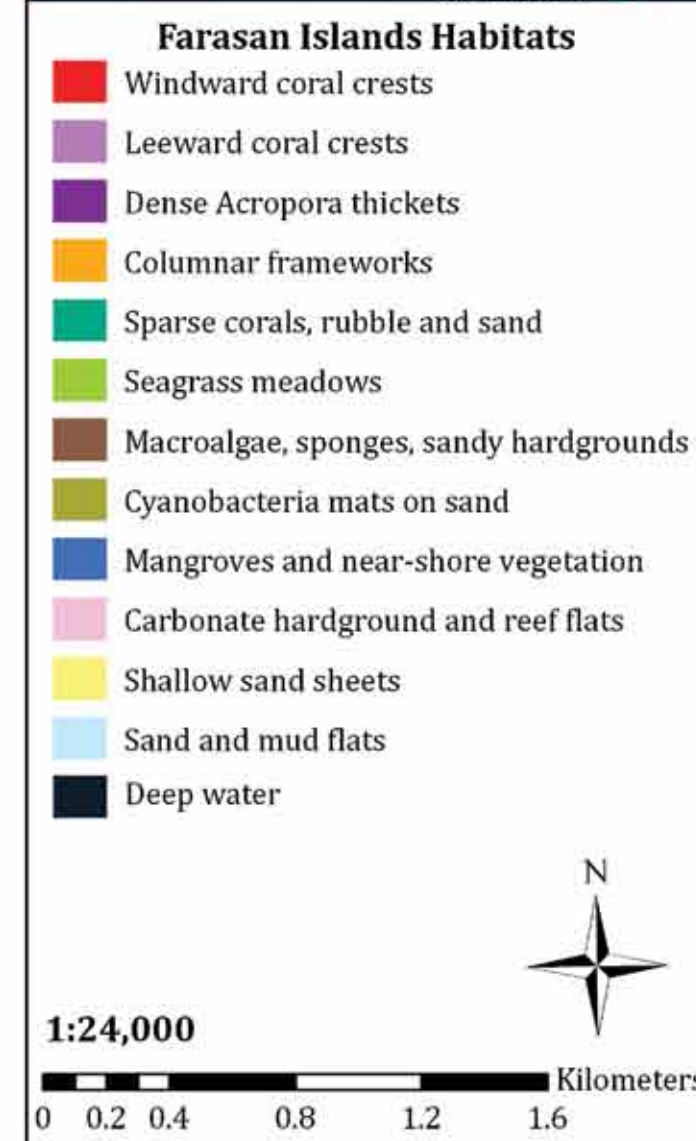 Farasan Islands Habitats
Windward coral crests
Leeward coral crests
Dense Acropora thickets
Columnar frameworks
Sparse corals, rubble and sand
Seagrass meadows
Macroalgae, sponges, sandy hardgrounds
Cyanobacteria mats on sand
Mangroves and near-shore vegetation
Carbonate hardground and reef flats
Shallow sand sheets
Sand and mud flats
Deep water
N
1:24,000
Kilometers
0 0.2 0.4 0.8 1.2 1.6